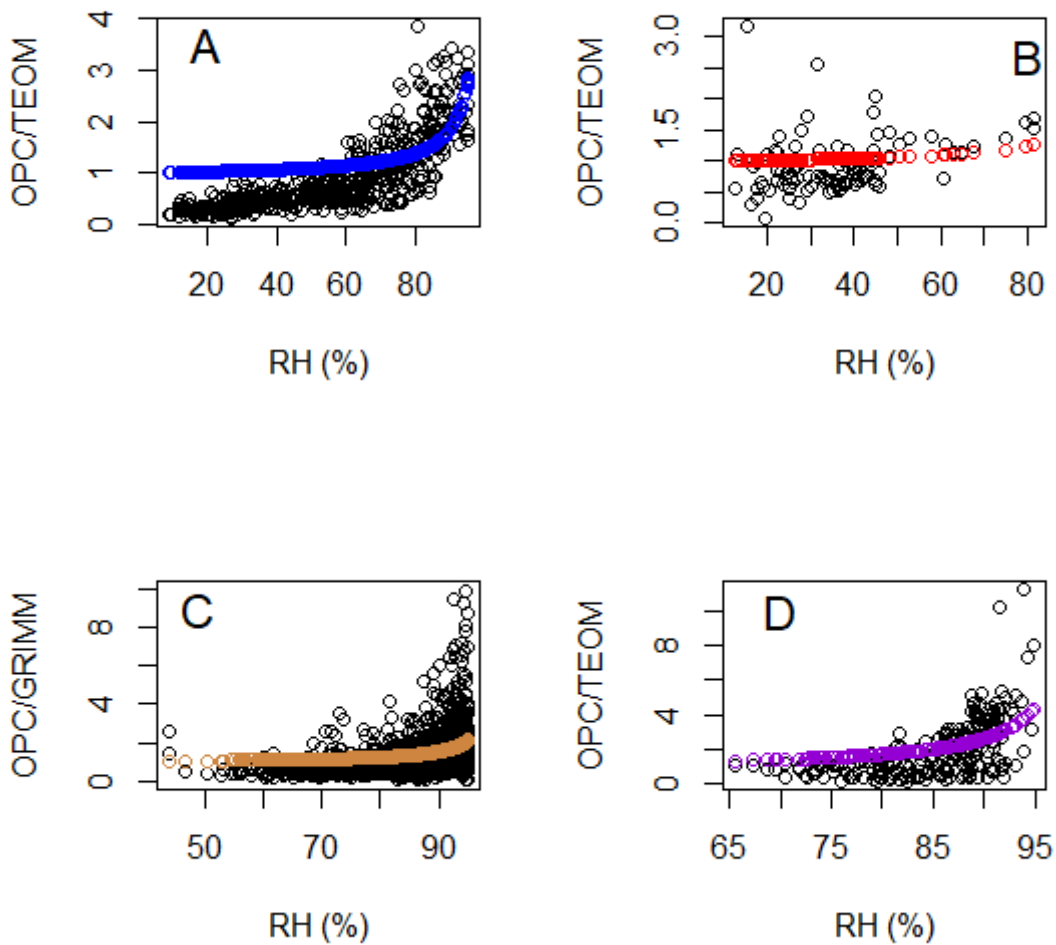 OPC/TEOM
A
0 1 2 3 4
20 40 60 80
RH (%)
OPC/TEOM
B
0.0 1.5 3.0
20 40 60 80
RH (%)
OPC/GRIMM
C
0 4 8
50 70 90
RH (%)
OPC/TEOM
D
0 4 8
65 75 85 95
RH (%)